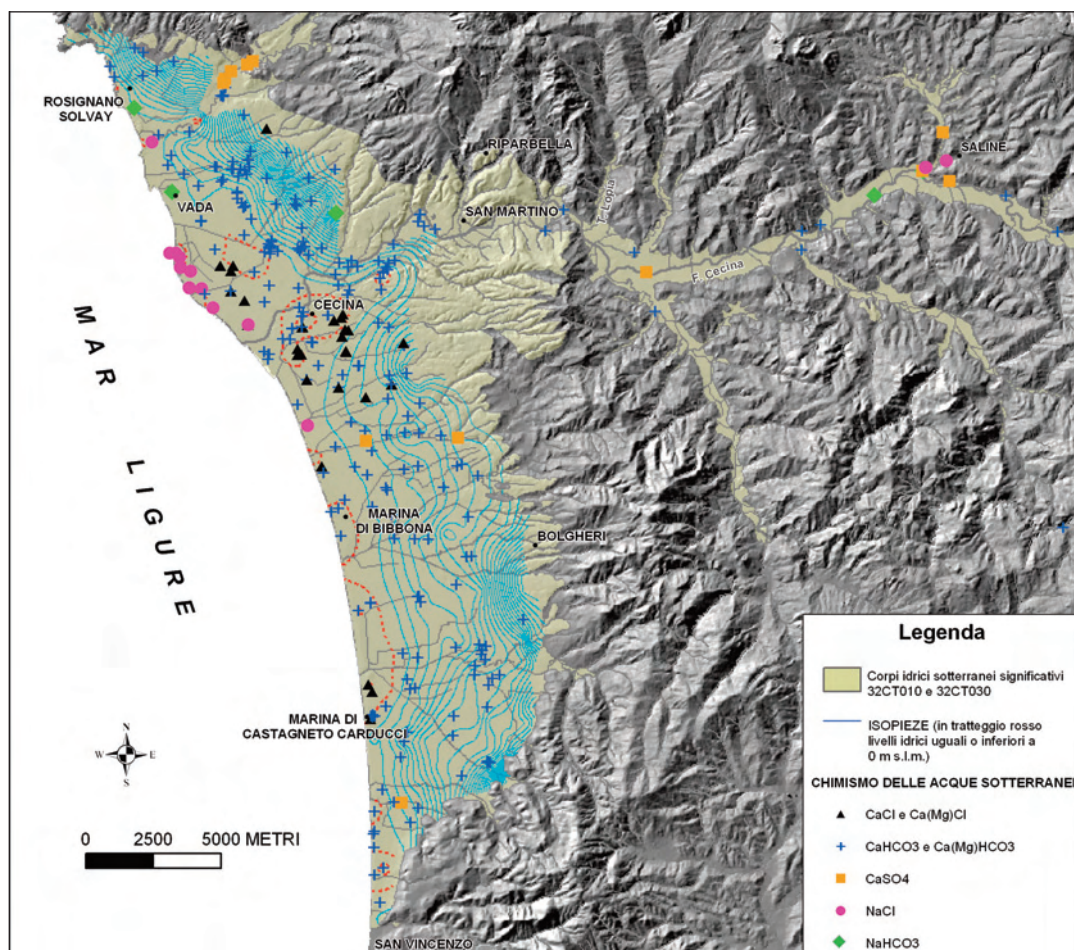 ROSIGNANO
SOLVAY
VADA
RIPARBELLA
SAN MARTINO
T. Lopia
SALINE
F. Cecina
CECINA
MAR LIGURE
MARINA
DI BIBBONA
BOLGHERI
MARINA DI
CASTAGNETO CARDUCCI
SAN VINCENZO
N
W E
S
0 2500 5000 METRI
Legenda
Corpi idrici sotterranei significativi
32CT010 e 32CT030
ISOPIEZE (in tratteggio rosso
livelli idrici uguali o inferiori a
0 m s.l.m.)
CHIMISMO DELLE ACQUE SOTTERRANEE
CaCl e Ca(Mg)Cl
CaHCO3 e Ca(Mg)HCO3
CaSO4
NaCl
NaHCO3